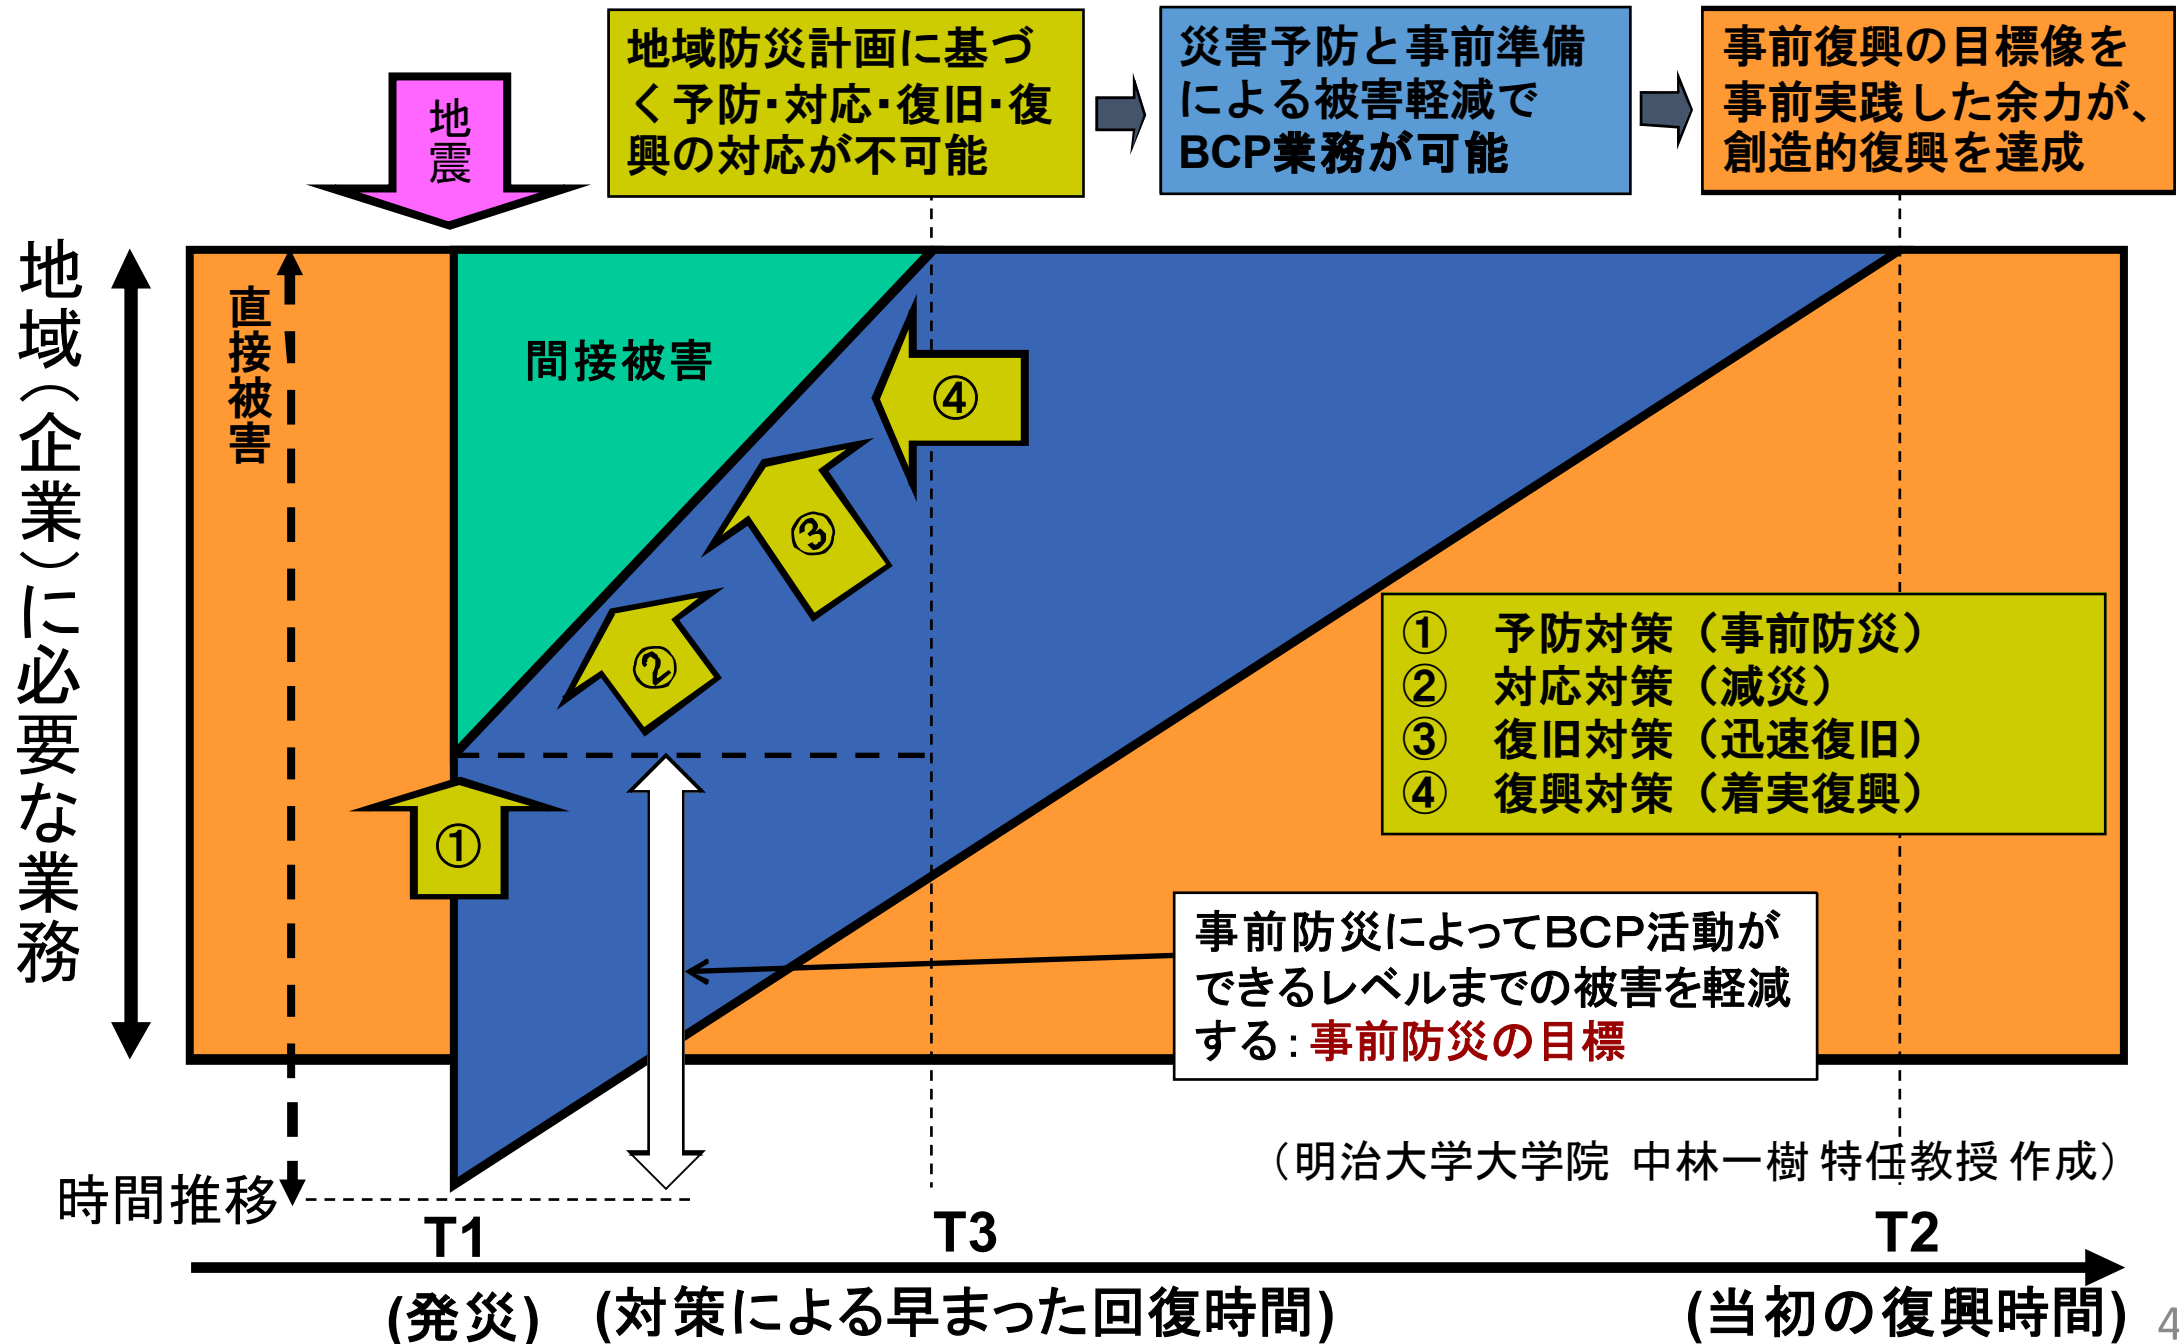 地域防災計画に基づ
く予防・対応・復旧・復
興の対応が不可能
災害予防と事前準備
による被害軽減で
BCP業務が可能
事前復興の目標像を
事前実践した余力が、
創造的復興を達成
地震
地域（企業）に必要な業務
直接被害
間接被害
④
③
②
①
① 予防対策（事前防災）
② 対応対策（減災）
③ 復旧対策（迅速復旧）
④ 復興対策（着実復興）
事前防災によってBCP活動が
できるレベルまでの被害を軽減
する：事前防災の目標
（明治大学大学院 中林一樹 特任教授 作成）
時間推移
T1
T3
T2
(発災)
(対策による早まった回復時間)
(当初の復興時間)
4